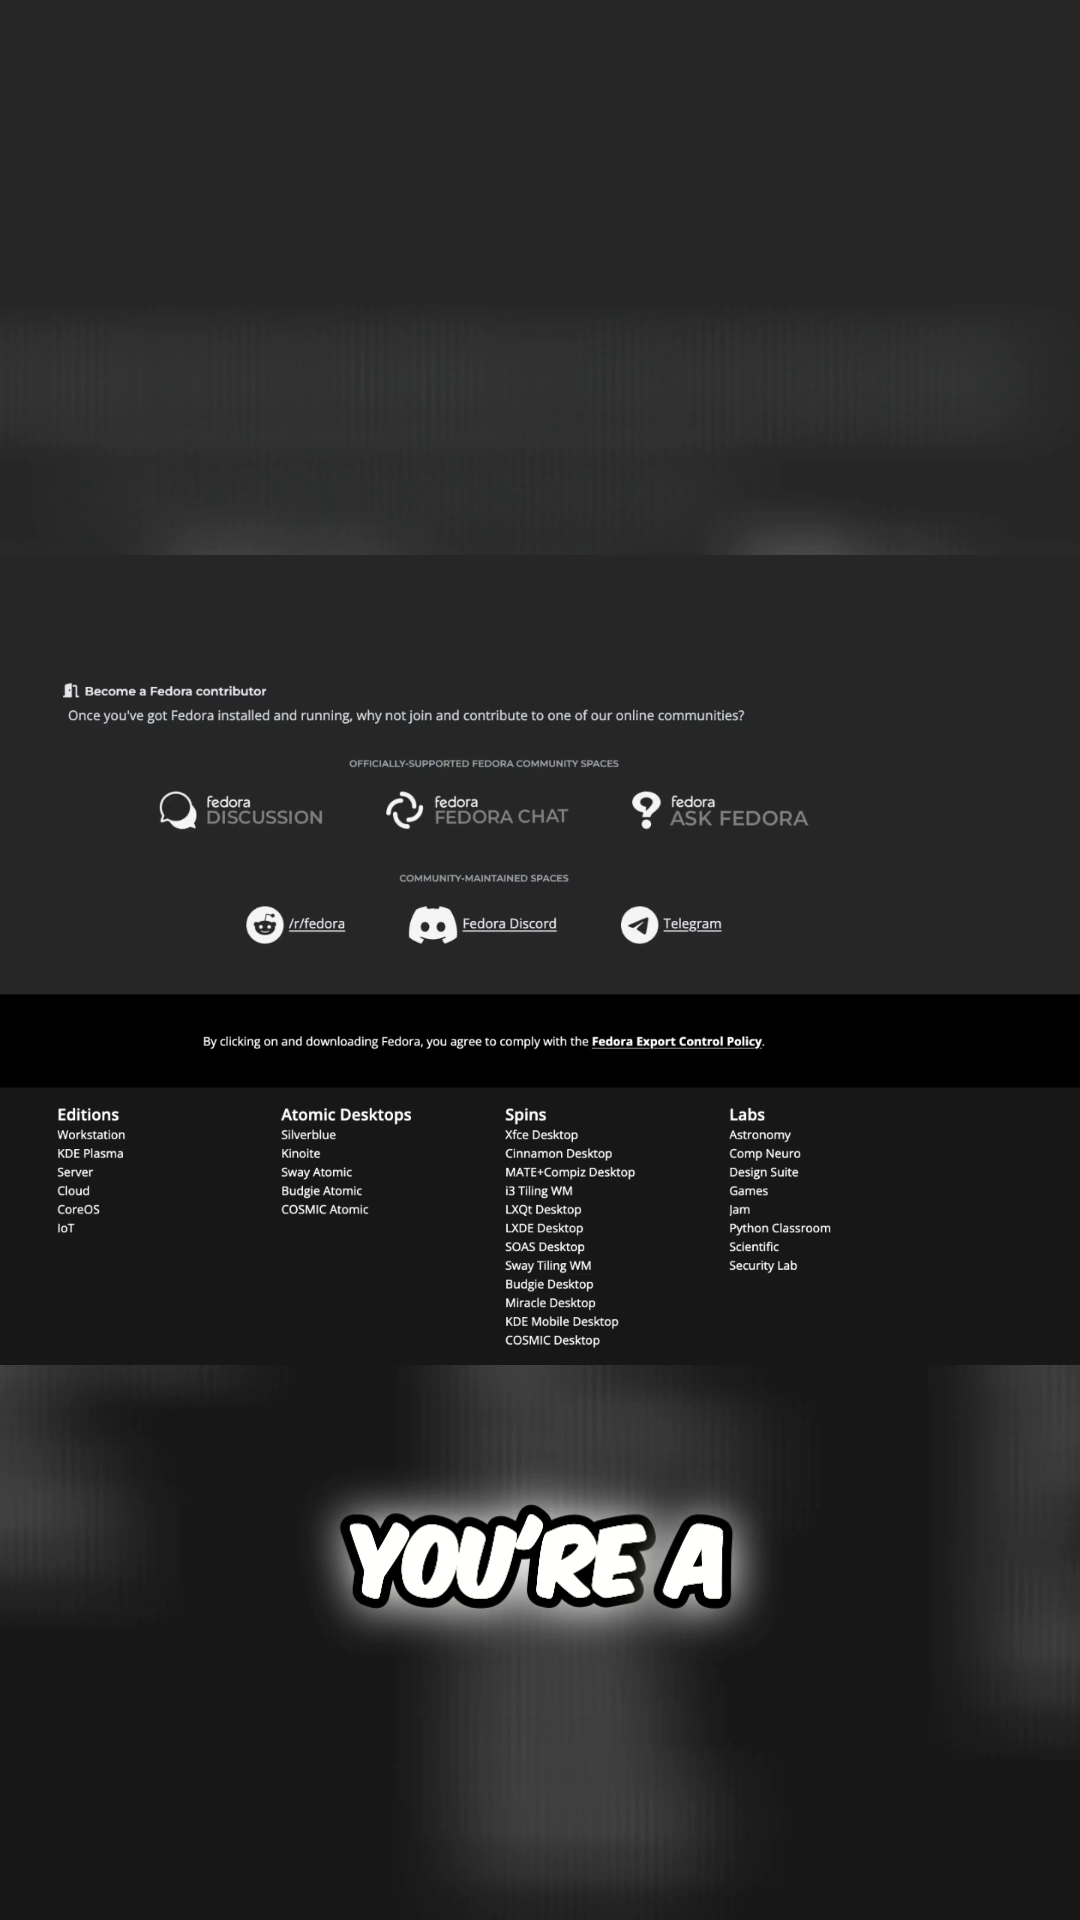 Become a Fedora contributor
Once you've got Fedora installed and running, why not join and contribute to one of our online communities?
OFFICIALLY-SUPPORTED FEDORA COMMUNITY SPACES
fedora DISCUSSION
fedora FEDORA CHAT
fedora ASK FEDORA
COMMUNITY-MAINTAINED SPACES
/r/fedora
Fedora Discord
Telegram
By clicking on and downloading Fedora, you agree to comply with the Fedora Export Control Policy.
Editions
Workstation
KDE Plasma
Server
Cloud
CoreOS
IoT
Atomic Desktops
Silverblue
Kinoite
Sway Atomic
Budgie Atomic
COSMIC Atomic
Spins
Xfce Desktop
Cinnamon Desktop
MATE+Compiz Desktop
i3 Tiling WM
LXQt Desktop
LXDE Desktop
SOAS Desktop
Sway Tiling WM
Budgie Desktop
Miracle Desktop
KDE Mobile Desktop
COSMIC Desktop
Labs
Astronomy
Comp Neuro
Design Suite
Games
Jam
Python Classroom
Scientific
Security Lab
YOU'RE A